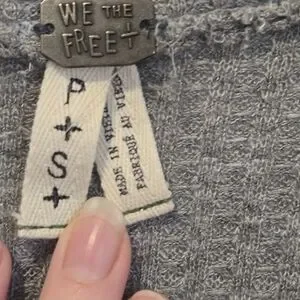 WE THE
FREE+
P
+
S
+
MADE IN VIETNAM
FABRIQUE AU VIETNAM